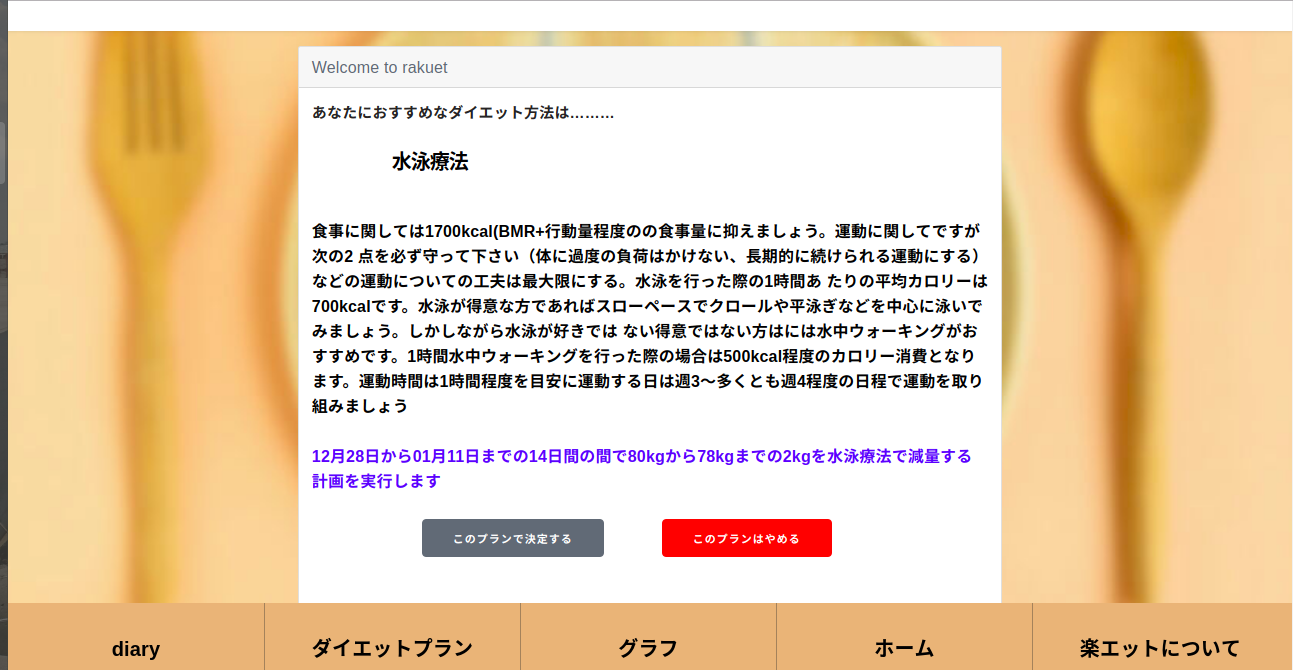 Welcome to rakuet
あなたにおすすめなダイエット方法は………
水泳療法
食事に関しては1700kcal(BMR+行動量程度のの食事量に抑えましょう。運動に関してですが
次の2 点を必ず守って下さい（体に過度の負荷はかけない、長期的に続けられる運動にする）
などの運動についての工夫は最大限にする。水泳を行った際の1時間あ たりの平均カロリーは
700kcalです。水泳が得意な方であればスローペースでクロールや平泳ぎなどを中心に泳いで
みましょう。しかしながら水泳が好きでは ない得意ではない方はには水中ウォーキングがお
すすめです。1時間水中ウォーキングを行った際の場合は500kcal程度のカロリー消費となり
ます。運動時間は1時間程度を目安に運動する日は週3〜多くとも週4程度の日程で運動を取り
組みましょう
12月28日から01月11日までの14日間の間で80kgから78kgまでの2kgを水泳療法で減量する
計画を実行します
このプランで決定する
このプランはやめる
diary
ダイエットプラン
グラフ
ホーム
楽エットについて